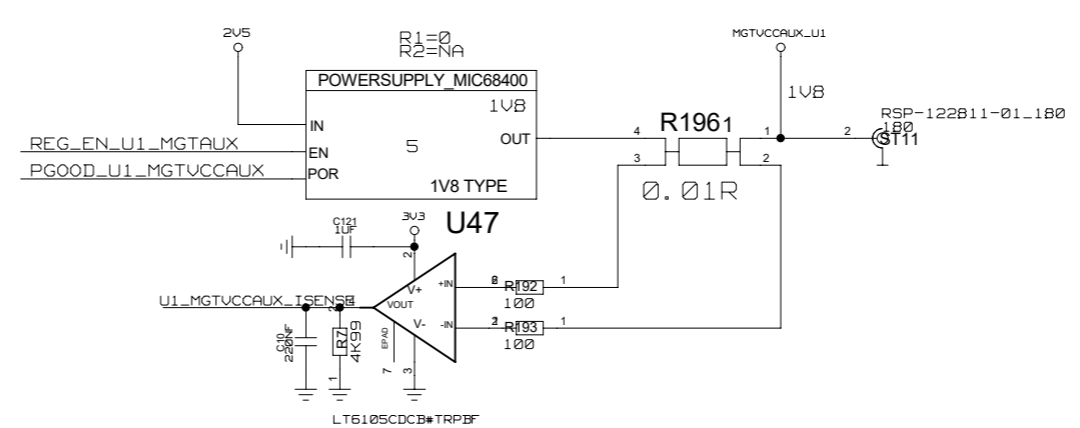 2V5
R1=0
R2=NA
MGTVCCAUX_U1
POWERSUPPLY_MIC68400
1V8
1V8
RSP-122811-01_180
180
ST11
IN
OUT
4
R196
1
1
2
REG_EN_U1_MGTAUX
EN
5
3
2
PGOOD_U1_MGTVCCAUX
POR
1V8 TYPE
0.01R
U47
3V3
C121
1UF
2
V+
+IN
R192
1
100
U1_MGTVCCAUX_ISENSE
VOUT
V-
-IN
R193
1
100
C10
220NF
R7
4K99
1
EPAD
7
3
LT6105CDCB#TRPBF